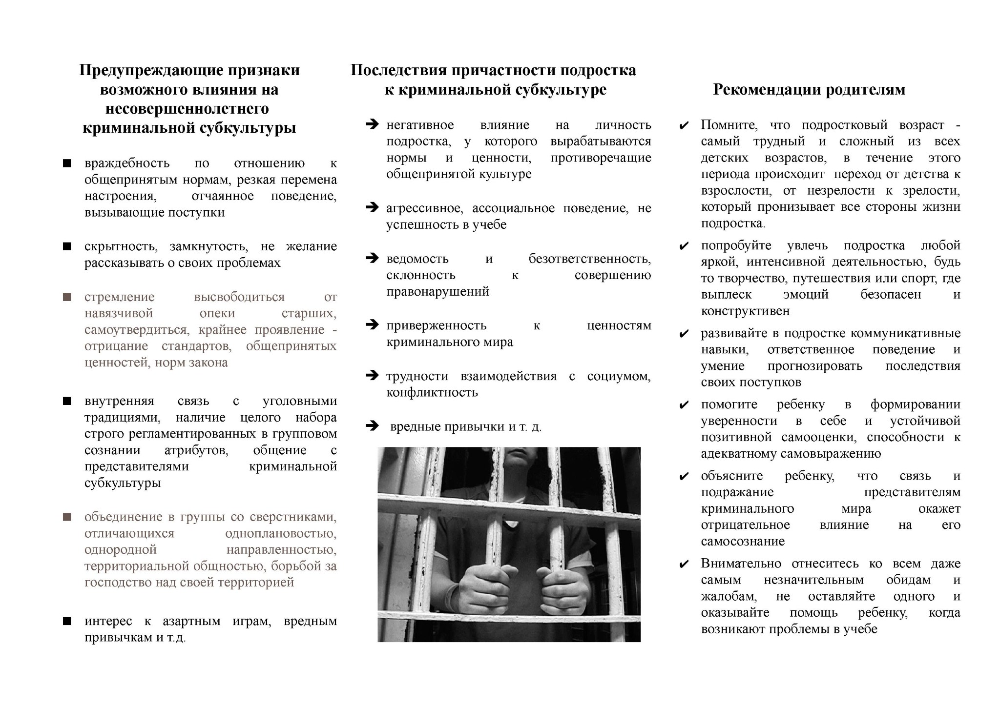 Предупреждающие признаки
возможного влияния на
несовершеннолетнего
криминальной субкультуры
враждебность по отношению к
общепринятым нормам, резкая перемена
настроения, отчаянное поведение,
вызывающие поступки
скрытность, замкнутость, не желание
рассказывать о своих проблемах
стремление высвободиться от
навязчивой опеки старших,
самоутвердиться, крайнее проявление -
отрицание стандартов, общепринятых
ценностей, норм закона
внутренняя связь с уголовными
традициями, наличие целого набора
строго регламентированных в групповом
сознании атрибутов, общение с
представителями криминальной
субкультуры
объединение в группы со сверстниками,
отличающихся одноплановостью,
однородной направленностью,
территориальной общностью, борьбой за
господство над своей территорией
интерес к азартным играм, вредным
привычкам и т.д.
Последствия причастности подростка
к криминальной субкультуре
негативное влияние на личность
подростка, у которого вырабатываются
нормы и ценности, противоречащие
общепринятой культуре
агрессивное, ассоциальное поведение, не
успешность в учебе
ведомость и безответственность,
склонность к совершению
правонарушений
приверженность к ценностям
криминального мира
трудности взаимодействия с социумом,
конфликтность
вредные привычки и т. д.
Рекомендации родителям
Помните, что подростковый возраст -
самый трудный и сложный из всех
детских возрастов, в течение этого
периода происходит переход от детства к
взрослости, от незрелости к зрелости,
который пронизывает все стороны жизни
подростка.
попробуйте увлечь подростка любой
яркой, интенсивной деятельностью, будь
то творчество, путешествия или спорт, где
выплеск эмоций безопасен и
конструктивен
развивайте в подростке коммуникативные
навыки, ответственное поведение и
умение прогнозировать последствия
своих поступков
помогите ребенку в формировании
уверенности в себе и устойчивой
позитивной самооценки, способности к
адекватному самовыражению
объясните ребенку, что связь и
подражание представителям
криминального мира окажет
отрицательное влияние на его
самосознание
Внимательно отнеситесь ко всем даже
самым незначительным обидам и
жалобам, не оставляйте одного и
оказывайте помощь ребенку, когда
возникают проблемы в учебе